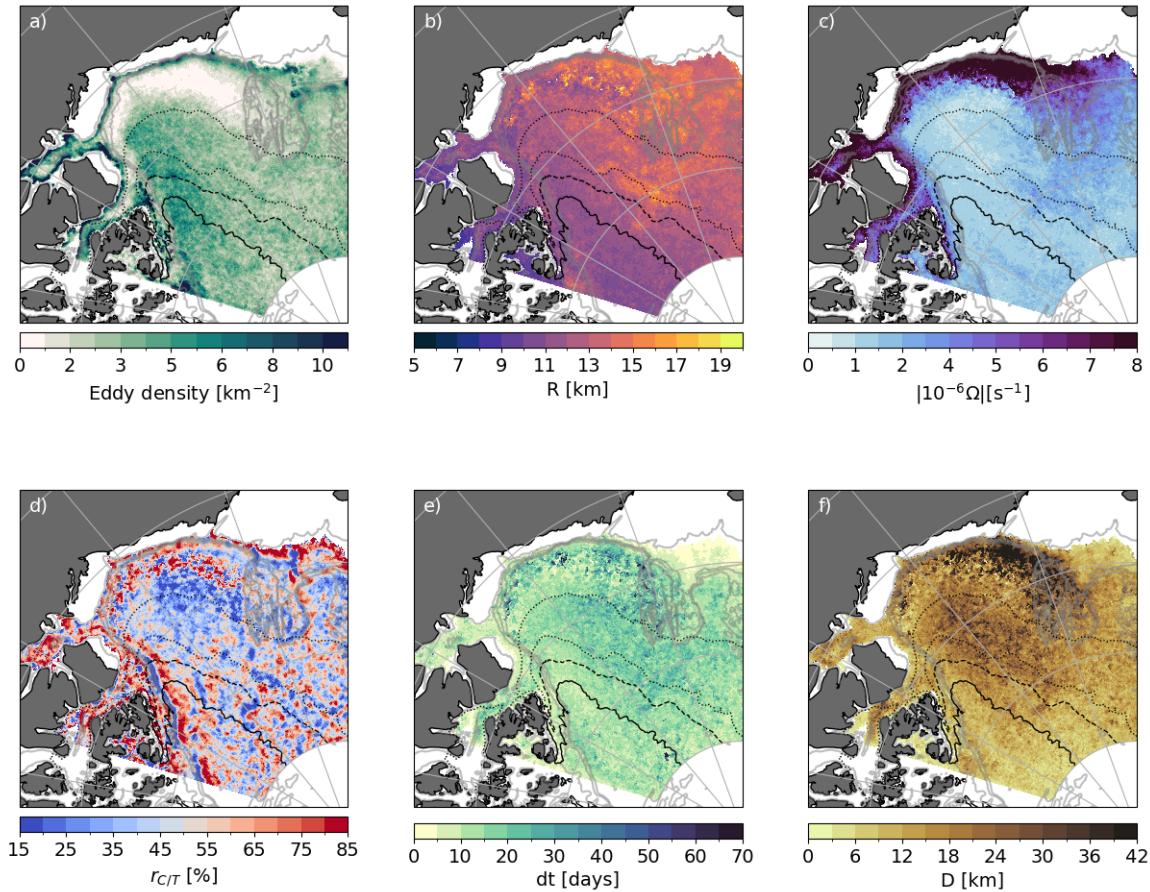 a)
0 2 3 5 6 8 10
Eddy density [km⁻²]
b)
5 7 9 11 13 15 17 19
R [km]
c)
0 1 2 4 5 6 7 8
|10⁻⁶Ω|[s⁻¹]
d)
15 25 35 45 55 65 75 85
r_C/T [%]
e)
0 10 20 30 40 50 60 70
dt [days]
f)
0 6 12 18 24 30 36 42
D [km]